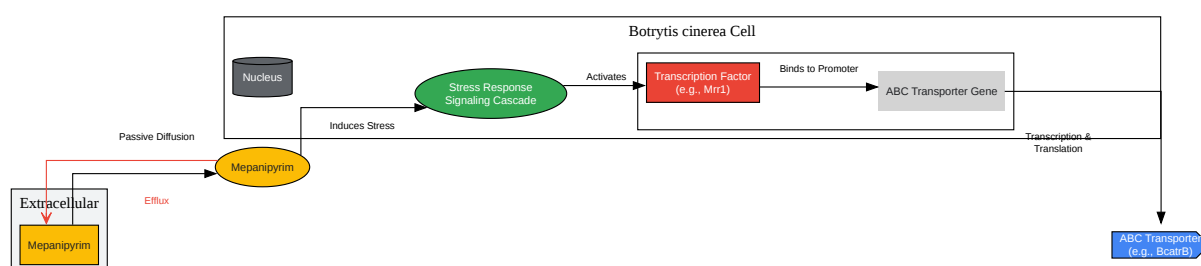 Botrytis cinerea Cell
Nucleus
Stress Response
Signaling Cascade
Activates
Transcription Factor
(e.g., Mrr1)
Binds to Promoter
ABC Transporter Gene
Induces Stress
Passive Diffusion
Transcription &
Translation
Mepanipyrim
Efflux
Extracellular
Mepanipyrim
ABC Transporter
(e.g., BcatrB)